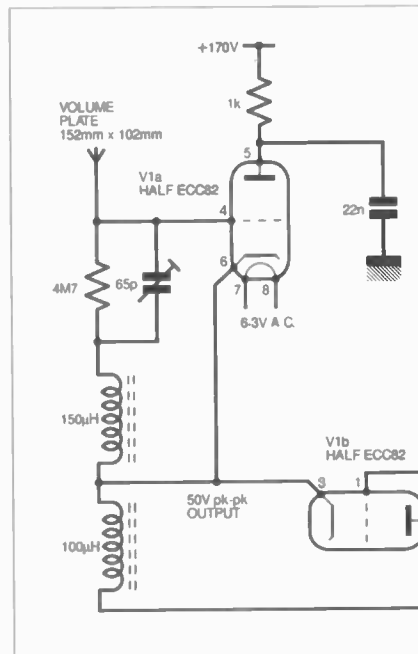 +170V
1k
VOLUME
PLATE
152mm x 102mm
V1a
HALF ECC82
5
4
6
7
8
22n
4M7
65p
6·3V A.C.
150µH
V1b
HALF ECC82
3
1
50V pk-pk
OUTPUT
100µH